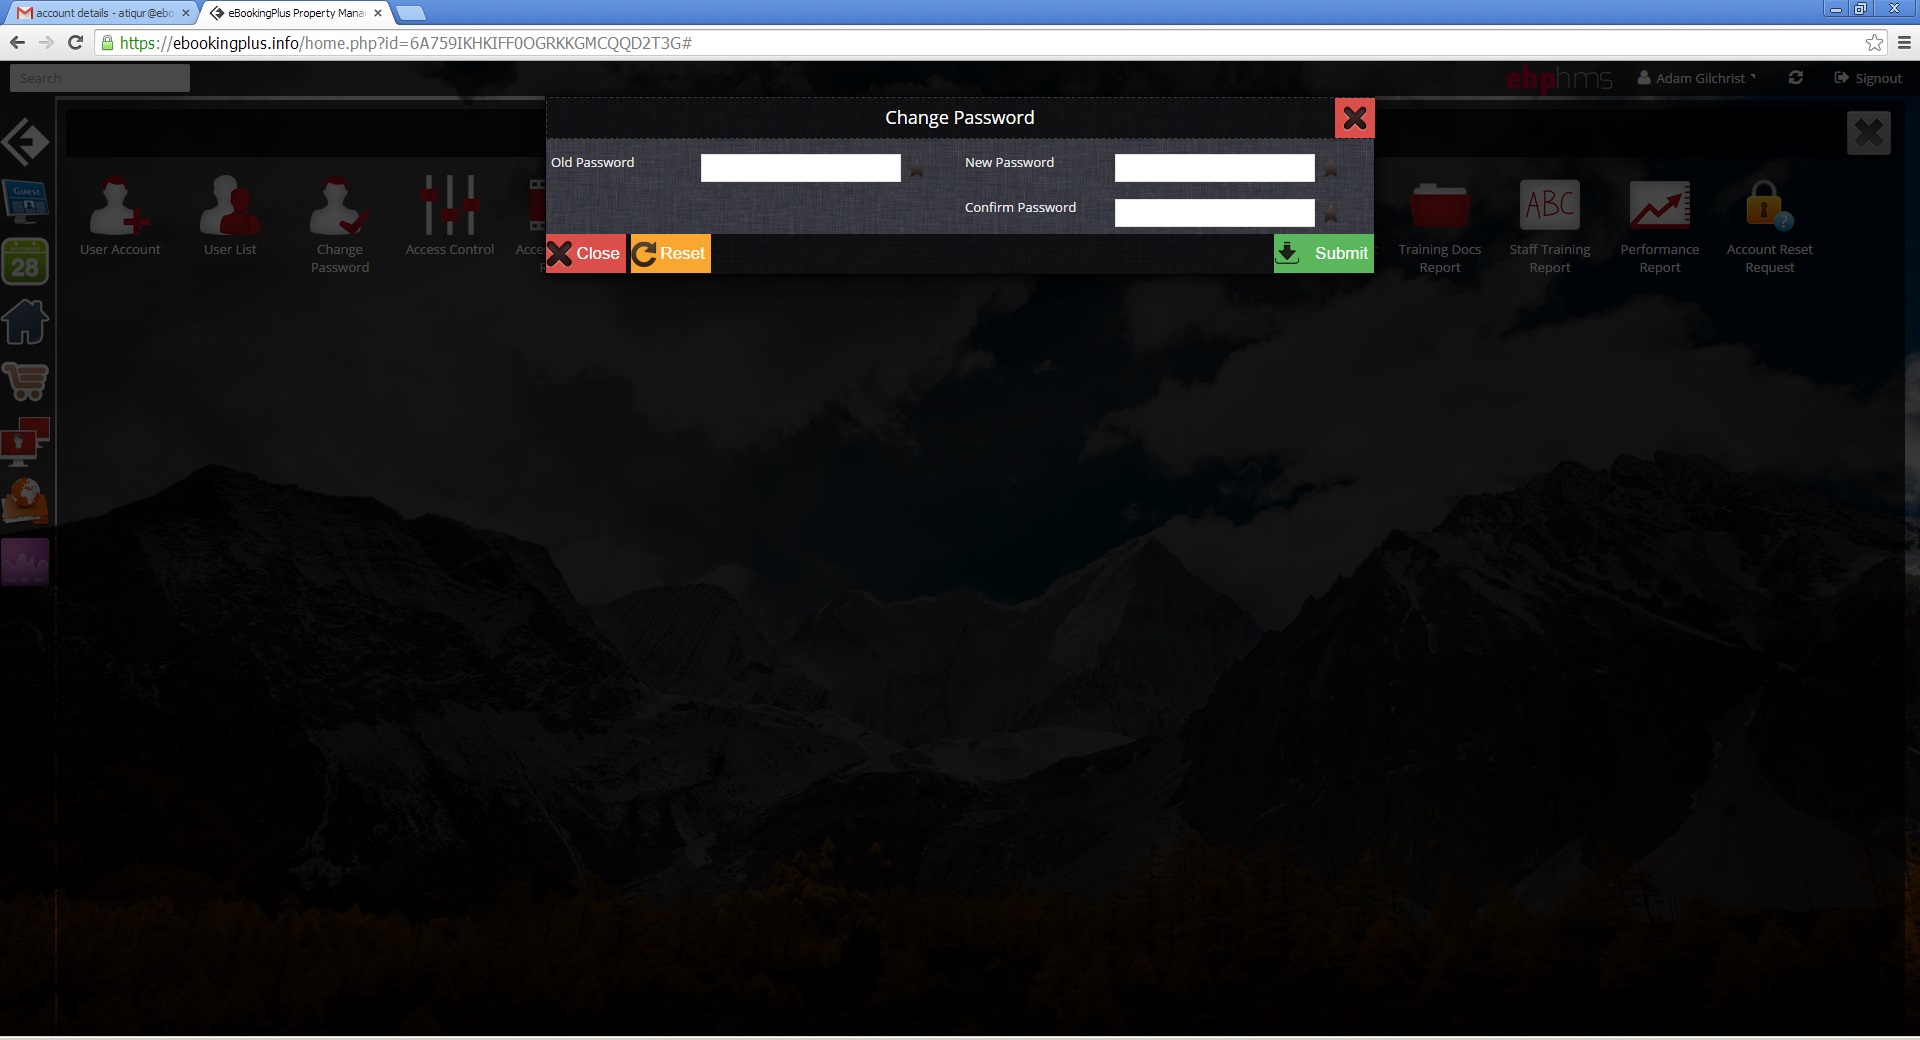 account details - atiqur@ebo
eBookingPlus Property Mana
https://ebookingplus.info/home.php?id=6A759IKHKIFF0OGRKKGMCQQD2T3G#
Search
ebphms
Adam Gilchrist
Signout
Change Password
Old Password
New Password
Confirm Password
Close
Reset
Submit
Guest
28
User Account
User List
Change
Password
Access Control
Acce
Training Docs
Report
ABC
Staff Training
Report
Performance
Report
Account Reset
Request